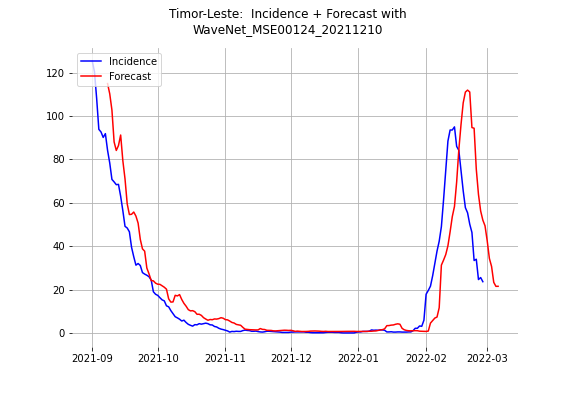 Timor-Leste:  Incidence + Forecast with
WaveNet_MSE00124_20211210
Incidence
Forecast
120
100
80
60
40
20
0
2021-09 2021-10 2021-11 2021-12 2022-01 2022-02 2022-03